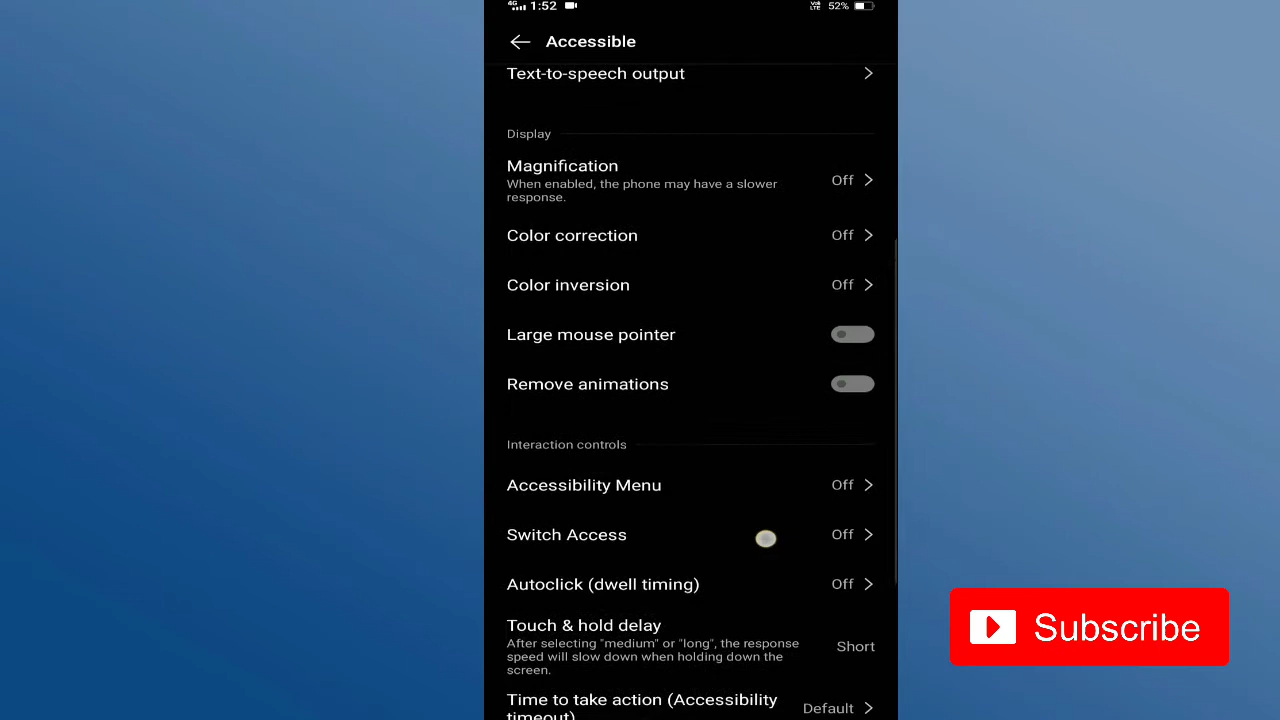 4G 1:52 Vo LTE 52%
Accessible
Text-to-speech output
Display
Magnification
When enabled, the phone may have a slower
response.
Off
Color correction Off
Color inversion Off
Large mouse pointer
Remove animations
Interaction controls
Accessibility Menu Off
Switch Access Off
Autoclick (dwell timing) Off
Touch & hold delay
After selecting "medium" or "long", the response
speed will slow down when holding down the
screen.
Short
Time to take action (Accessibility
timeout)
Default
Subscribe